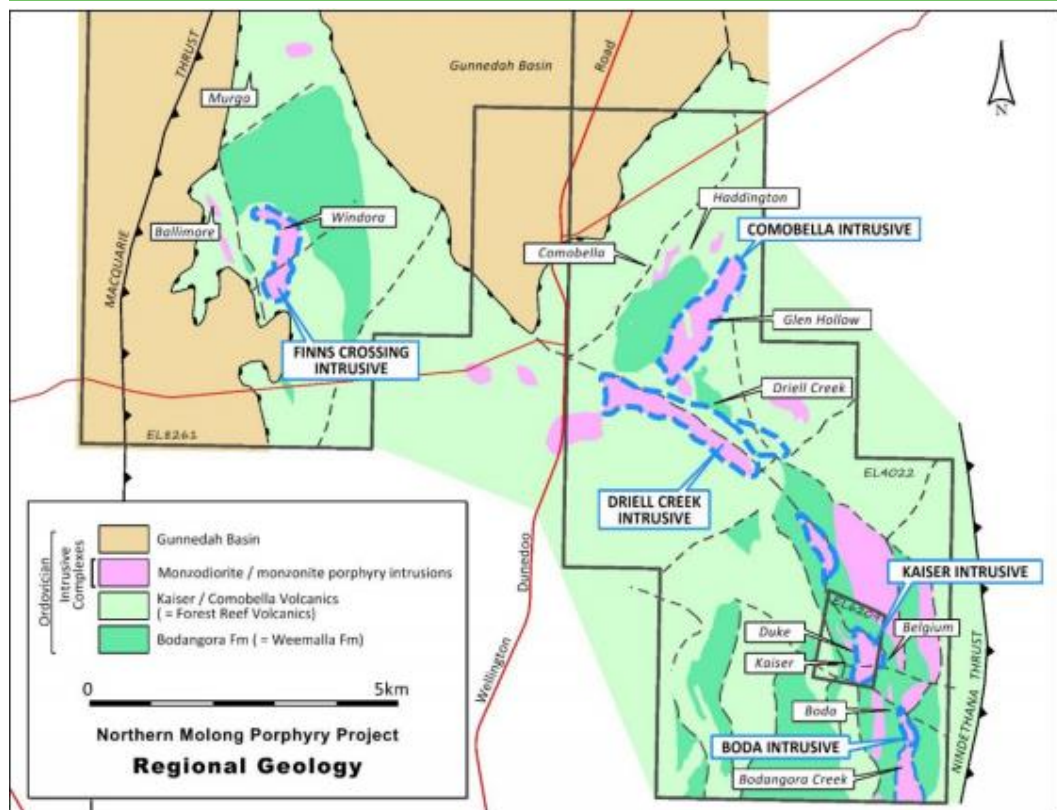 Gunnedah Basin
Road
THRUST
Murga
N
Haddington
COMOBELLA INTRUSIVE
Windora
Ballimore
Comobella
MACQUARIE
Glen Hollow
FINNS CROSSING
INTRUSIVE
Driell Creek
EL8261
EL4022
DRIELL CREEK
INTRUSIVE
KAISER INTRUSIVE
Dunedoo
EL6209
Duke
Belgium
Kaiser
NINDETHANA THRUST
Wellington
Boda
BODA INTRUSIVE
Bodangora Creek
Ordovician
Intrusive
Complexes
Gunnedah Basin
Monzodiorite / monzonite porphyry intrusions
Kaiser / Comobella Volcanics
( = Forest Reef Volcanics)
Bodangora Fm ( = Weemalla Fm)
0 5km
Northern Molong Porphyry Project
Regional Geology